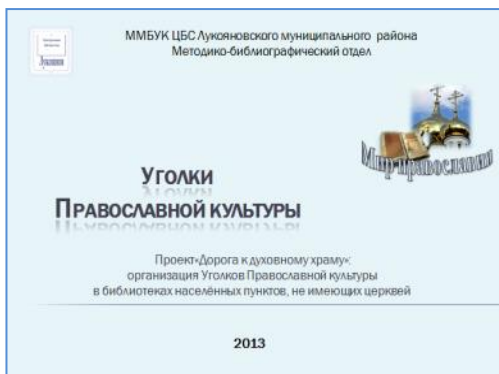 ММБУК ЦБС Лукояновского муниципального района
Методико-библиографический отдел
Мир православия
Уголки
Православной культуры
Проект«Дорога к духовному храму»:
организация Уголков Православной культуры
в библиотеках населённых пунктов, не имеющих церквей
2013